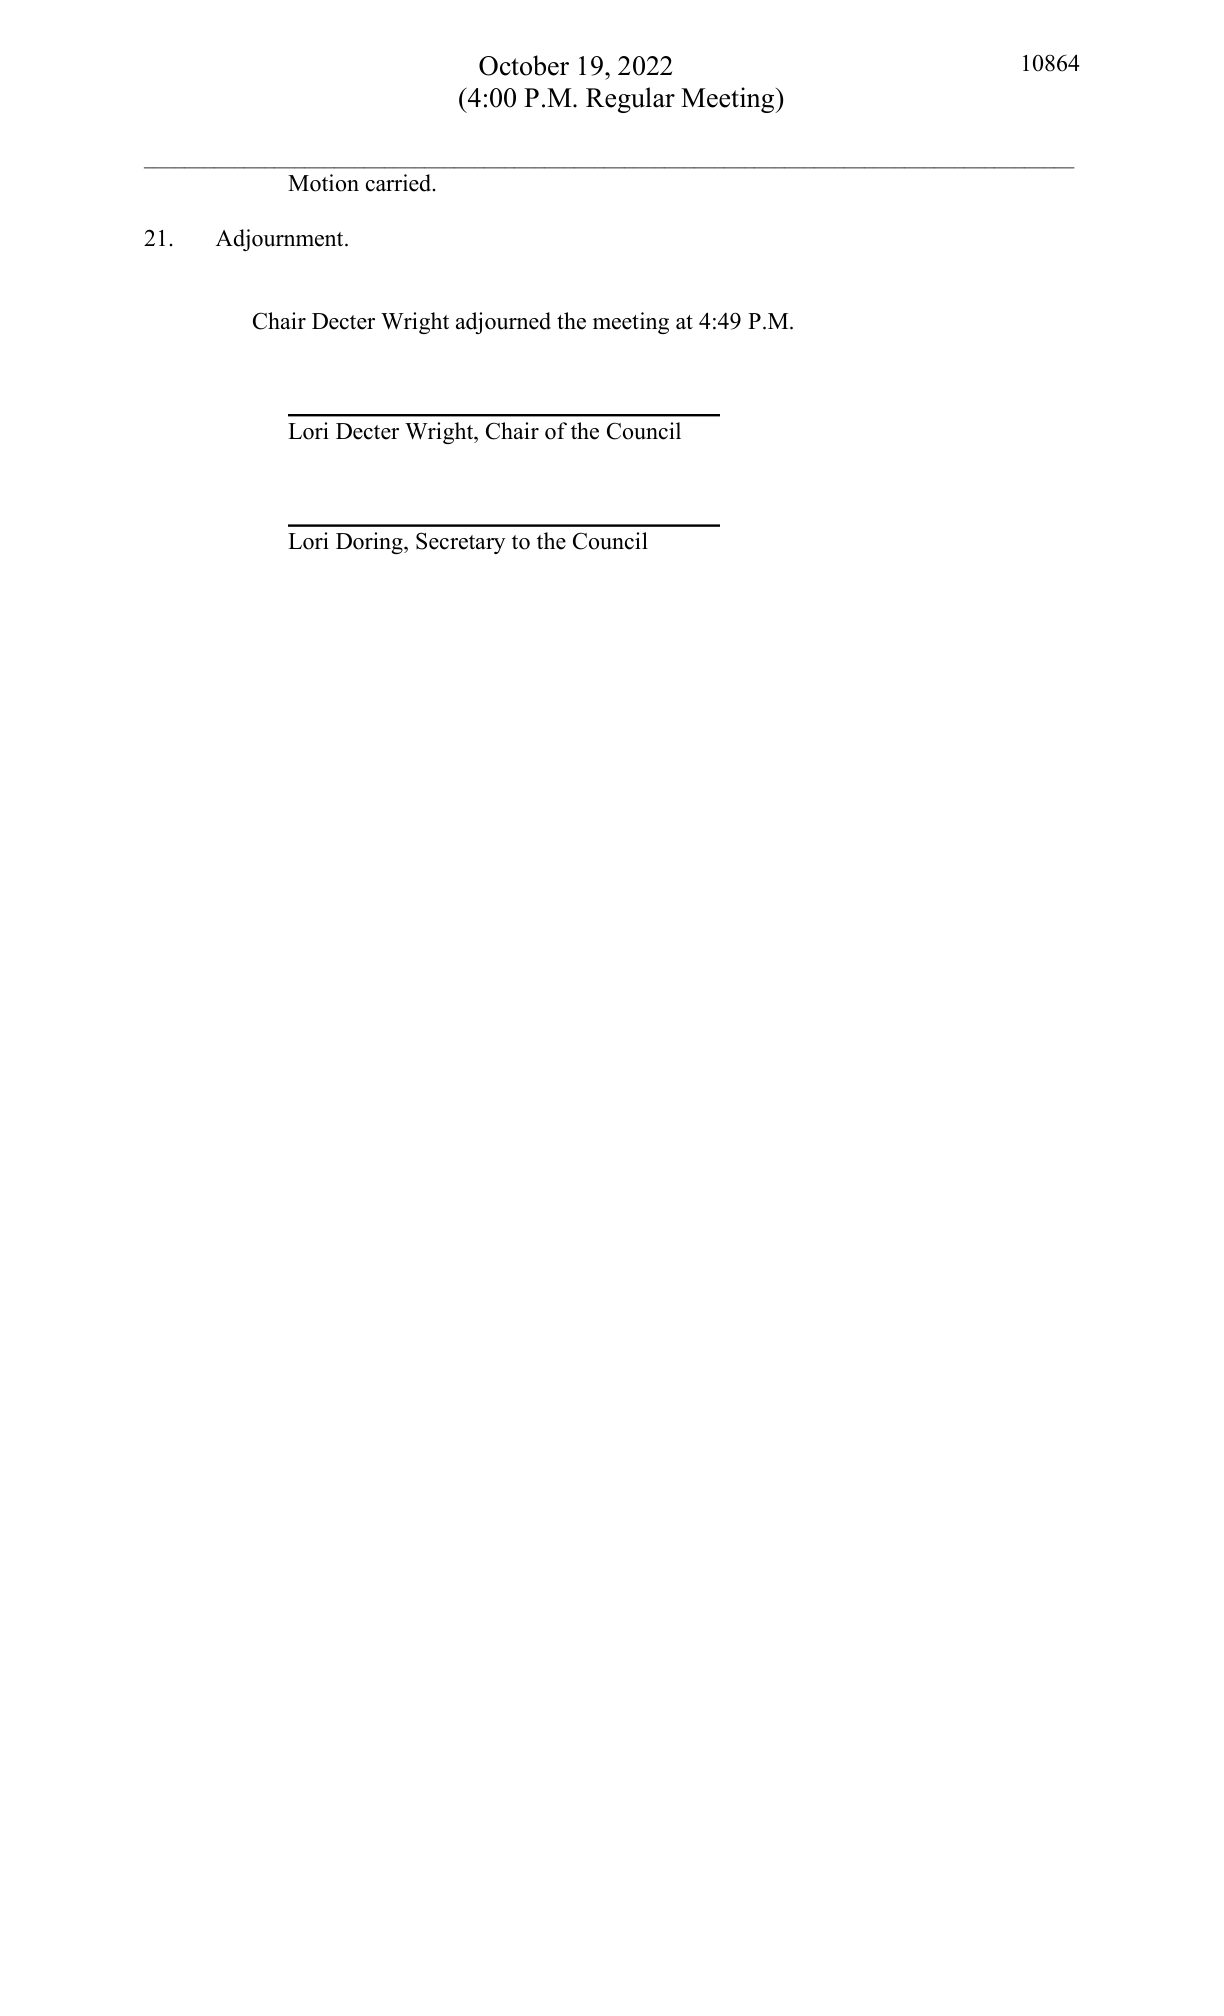 October 19, 2022
10864
(4:00 P.M. Regular Meeting)
Motion carried.
21. Adjournment.
Chair Decter Wright adjourned the meeting at 4:49 P.M.
Lori Decter Wright, Chair of the Council
Lori Doring, Secretary to the Council